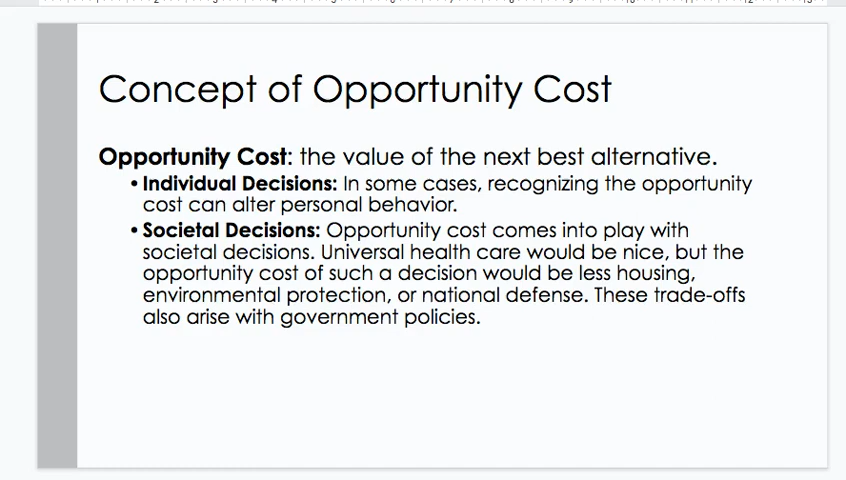 Concept of Opportunity Cost
Opportunity Cost: the value of the next best alternative.
• Individual Decisions: In some cases, recognizing the opportunity
cost can alter personal behavior.
• Societal Decisions: Opportunity cost comes into play with
societal decisions. Universal health care would be nice, but the
opportunity cost of such a decision would be less housing,
environmental protection, or national defense. These trade-offs
also arise with government policies.